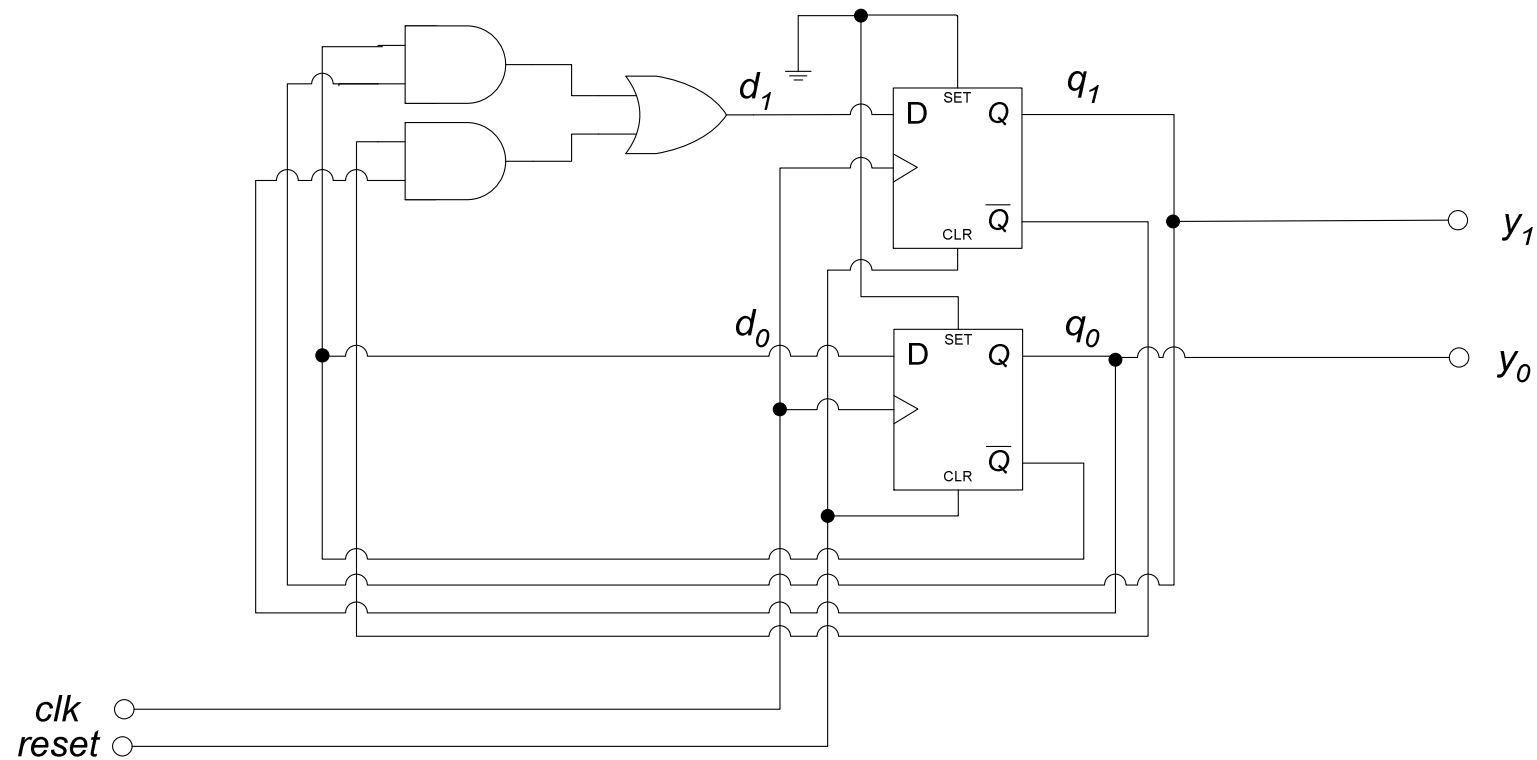 d₁
SET
D
Q
q₁
Q̅
CLR
y₁
d₀
SET
D
Q
q₀
Q̅
CLR
y₀
clk
reset